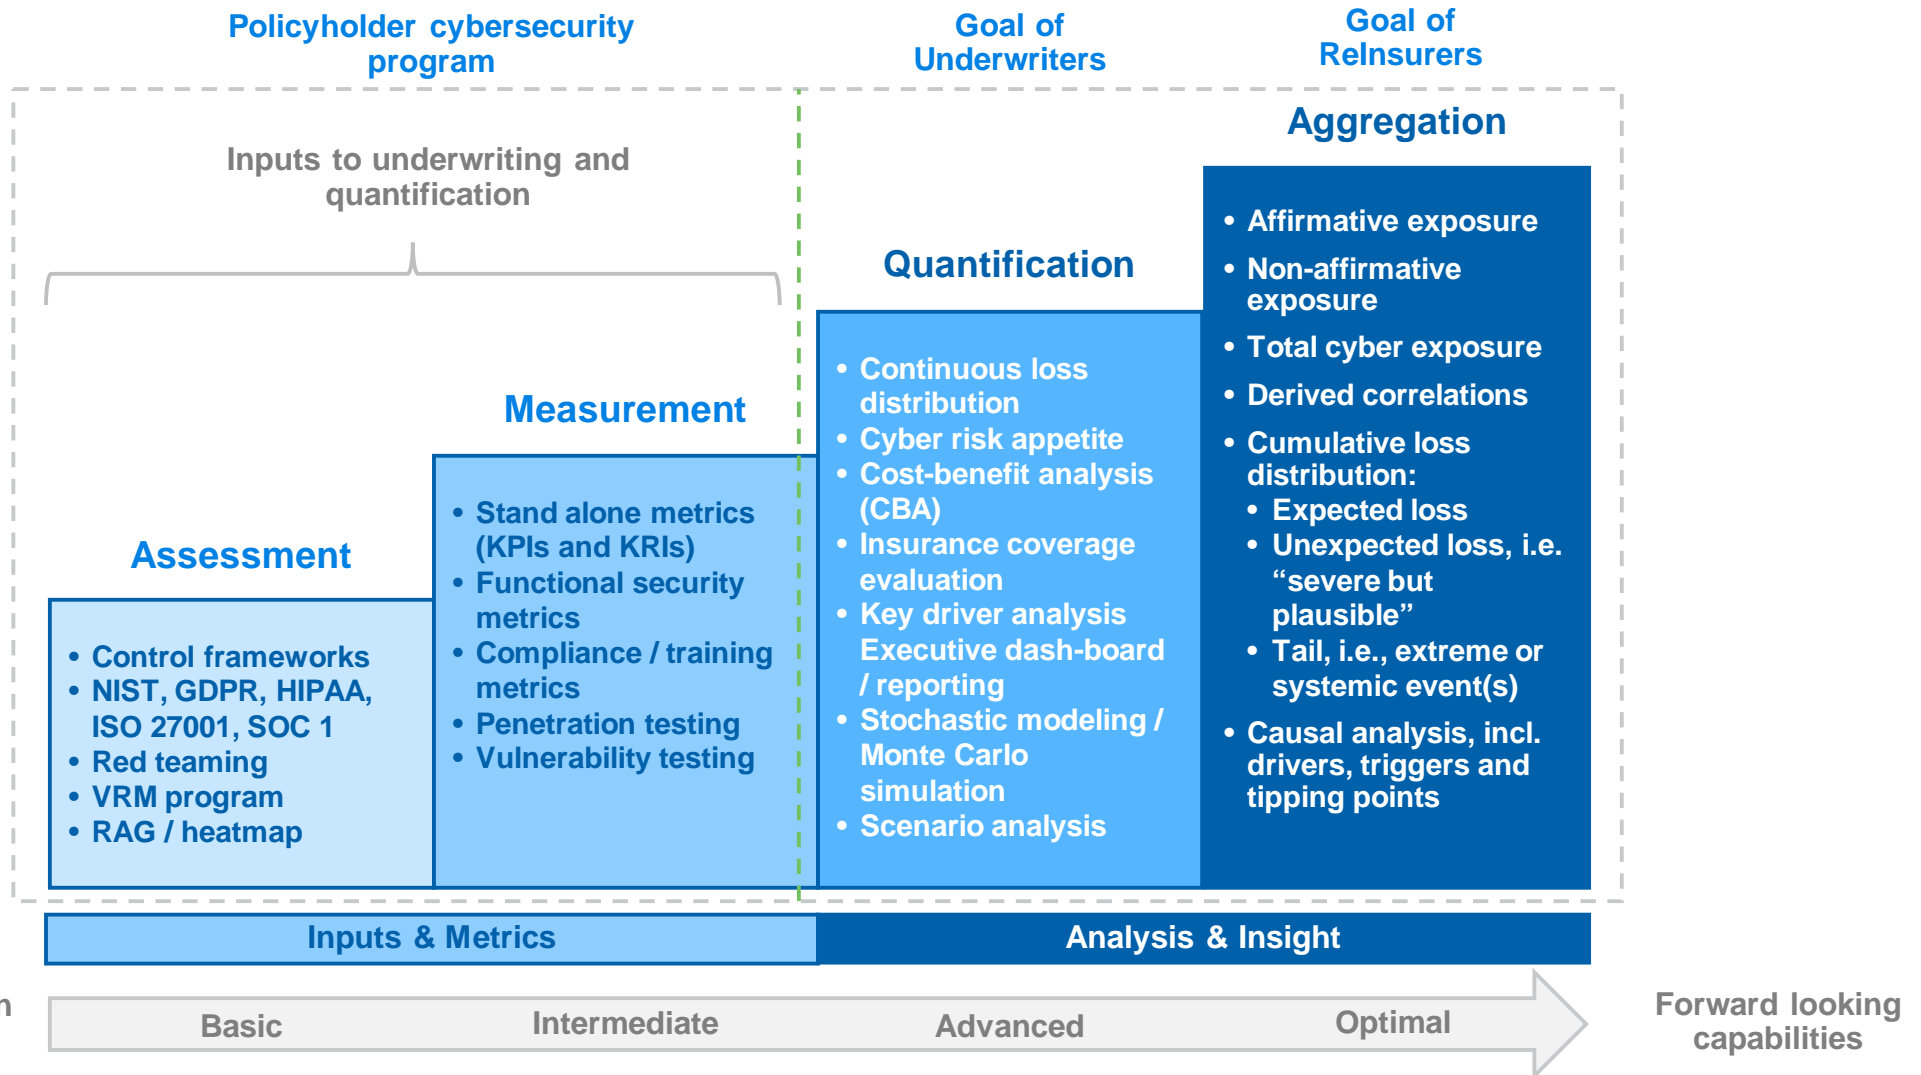 Policyholder cybersecurity
program
Goal of
Underwriters
Goal of
ReInsurers
Inputs to underwriting and
quantification
Assessment
• Control frameworks
• NIST, GDPR, HIPAA,
ISO 27001, SOC 1
• Red teaming
• VRM program
• RAG / heatmap
Measurement
• Stand alone metrics
(KPIs and KRIs)
• Functional security
metrics
• Compliance / training
metrics
• Penetration testing
• Vulnerability testing
Quantification
• Continuous loss
distribution
• Cyber risk appetite
• Cost-benefit analysis
(CBA)
• Insurance coverage
evaluation
• Key driver analysis
Executive dash-board
/ reporting
• Stochastic modeling /
Monte Carlo
simulation
• Scenario analysis
Aggregation
• Affirmative exposure
• Non-affirmative
exposure
• Total cyber exposure
• Derived correlations
• Cumulative loss
distribution:
• Expected loss
• Unexpected loss, i.e.
“severe but
plausible”
• Tail, i.e., extreme or
systemic event(s)
• Causal analysis, incl.
drivers, triggers and
tipping points
Inputs & Metrics
Analysis & Insight
Basic
Intermediate
Advanced
Optimal
Forward looking
capabilities